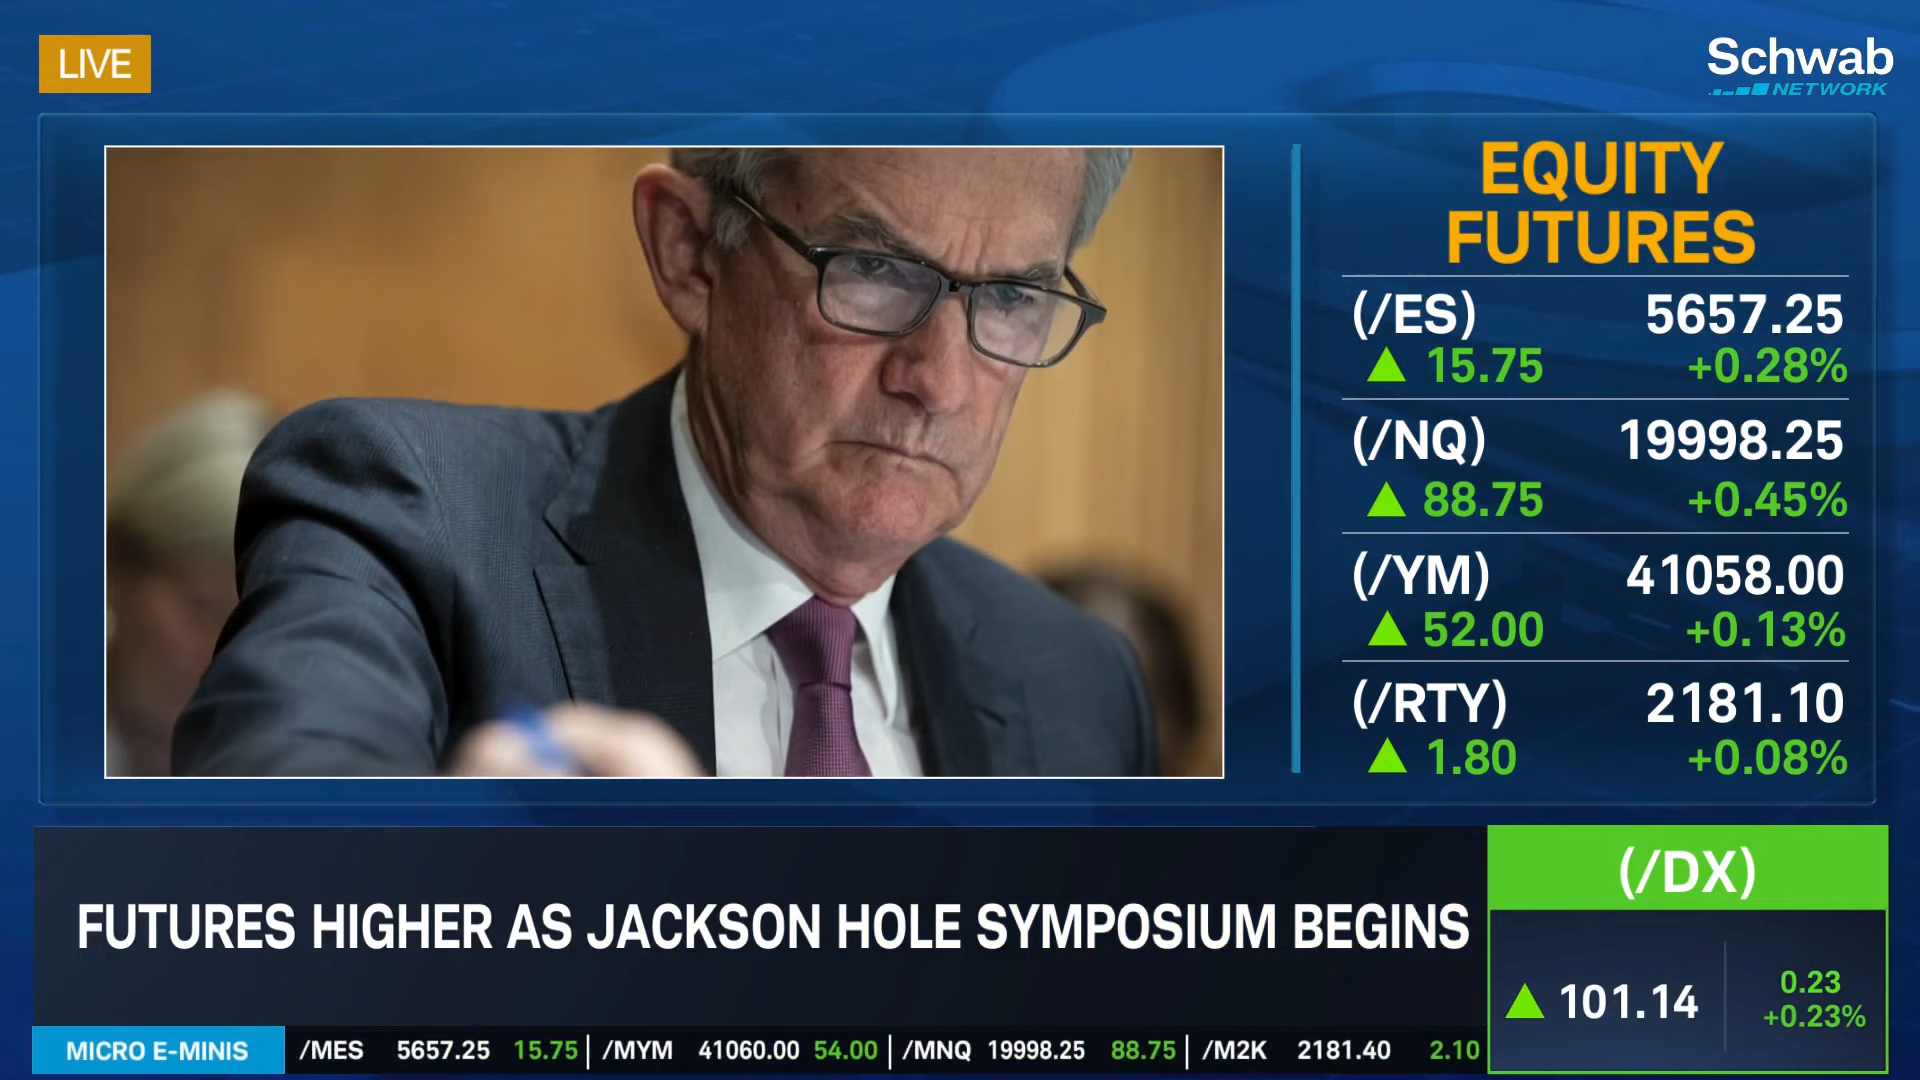 LIVE
Schwab
NETWORK
EQUITY
FUTURES
(/ES) 5657.25
▲ 15.75 +0.28%
(/NQ) 19998.25
▲ 88.75 +0.45%
(/YM) 41058.00
▲ 52.00 +0.13%
(/RTY) 2181.10
▲ 1.80 +0.08%
FUTURES HIGHER AS JACKSON HOLE SYMPOSIUM BEGINS
(/DX)
▲ 101.14
0.23
+0.23%
MICRO E-MINIS /MES 5657.25 15.75 | /MYM 41060.00 54.00 | /MNQ 19998.25 88.75 | /M2K 2181.40 2.10